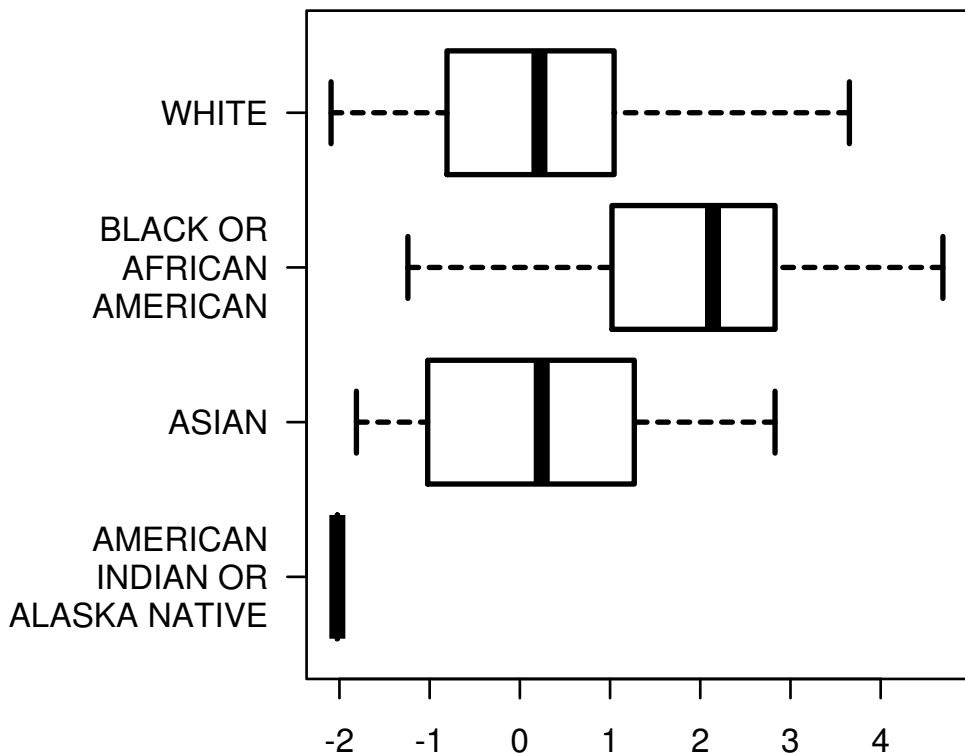 WHITE
BLACK OR
AFRICAN
AMERICAN
ASIAN
AMERICAN
INDIAN OR
ALASKA NATIVE
-2 -1 0 1 2 3 4